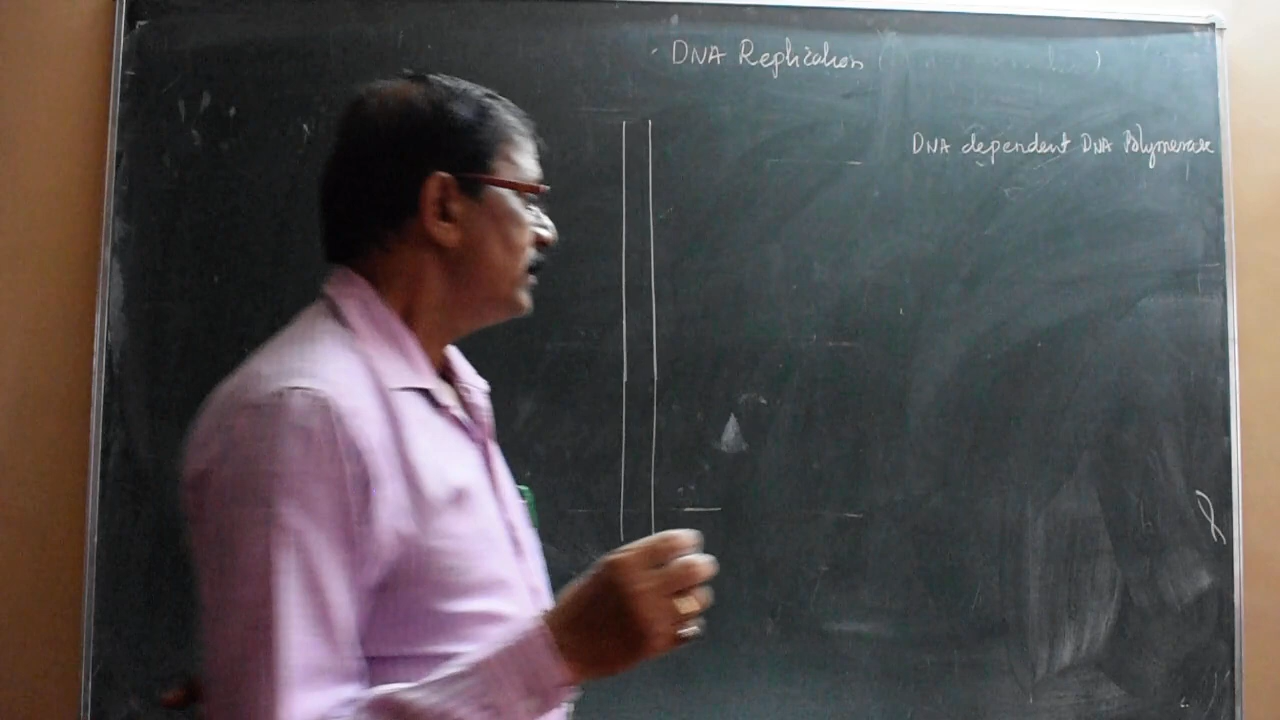 DNA Replication ( )
DNA dependent DNA Polymerase